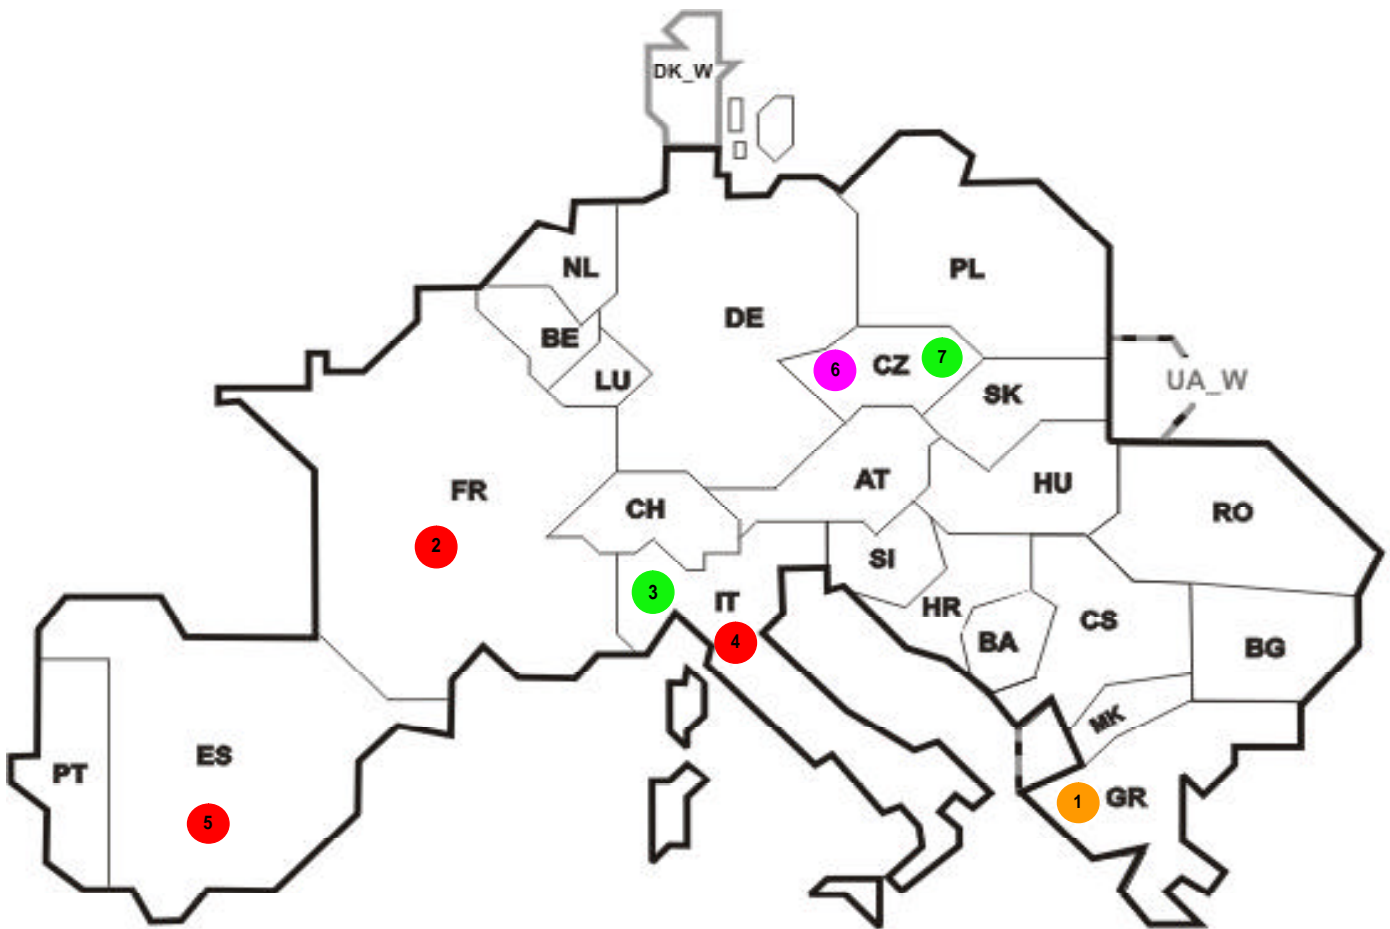 DK_W
NL
PL
DE
BE
CZ
7
6
LU
UA_W
SK
FR
AT
HU
CH
RO
2
SI
3
IT
HR
CS
4
BA
BG
MK
ES
PT
1
GR
5